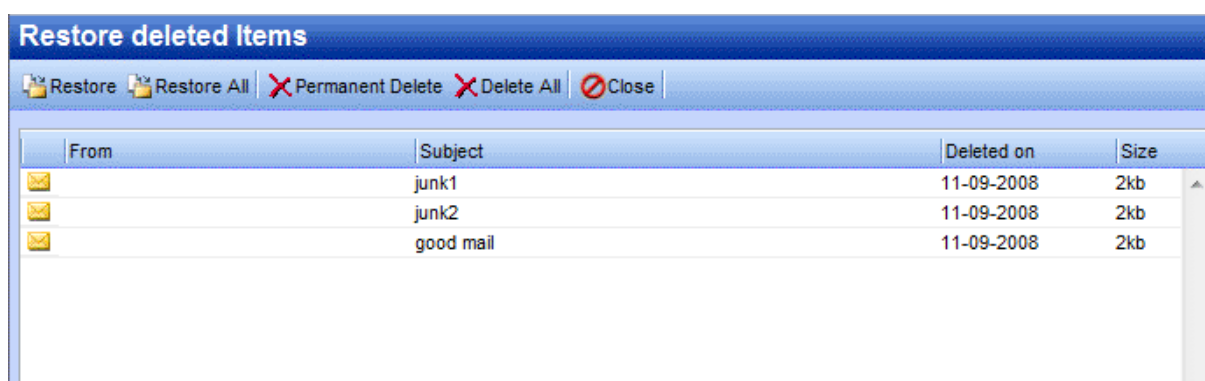 Restore deleted Items
Restore Restore All Permanent Delete Delete All Close
From Subject Deleted on Size
junk1 11-09-2008 2kb
junk2 11-09-2008 2kb
good mail 11-09-2008 2kb